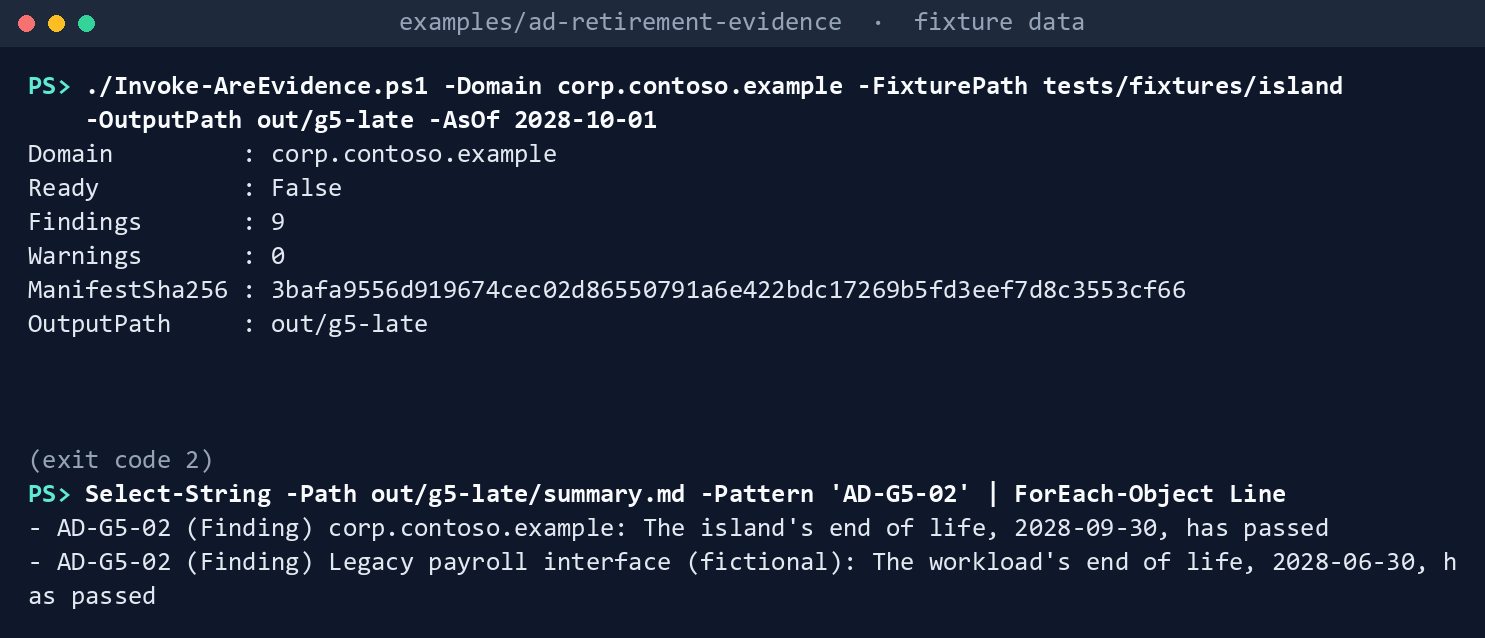 examples/ad-retirement-evidence · fixture data
PS> ./Invoke-AreEvidence.ps1 -Domain corp.contoso.example -FixturePath tests/fixtures/island
-OutputPath out/g5-late -AsOf 2028-10-01
Domain : corp.contoso.example
Ready : False
Findings : 9
Warnings : 0
ManifestSha256 : 3bafa9556d919674cec02d86550791a6e422bdc17269b5fd3eef7d8c3553cf66
OutputPath : out/g5-late
(exit code 2)
PS> Select-String -Path out/g5-late/summary.md -Pattern 'AD-G5-02' | ForEach-Object Line
- AD-G5-02 (Finding) corp.contoso.example: The island's end of life, 2028-09-30, has passed
- AD-G5-02 (Finding) Legacy payroll interface (fictional): The workload's end of life, 2028-06-30, h
as passed